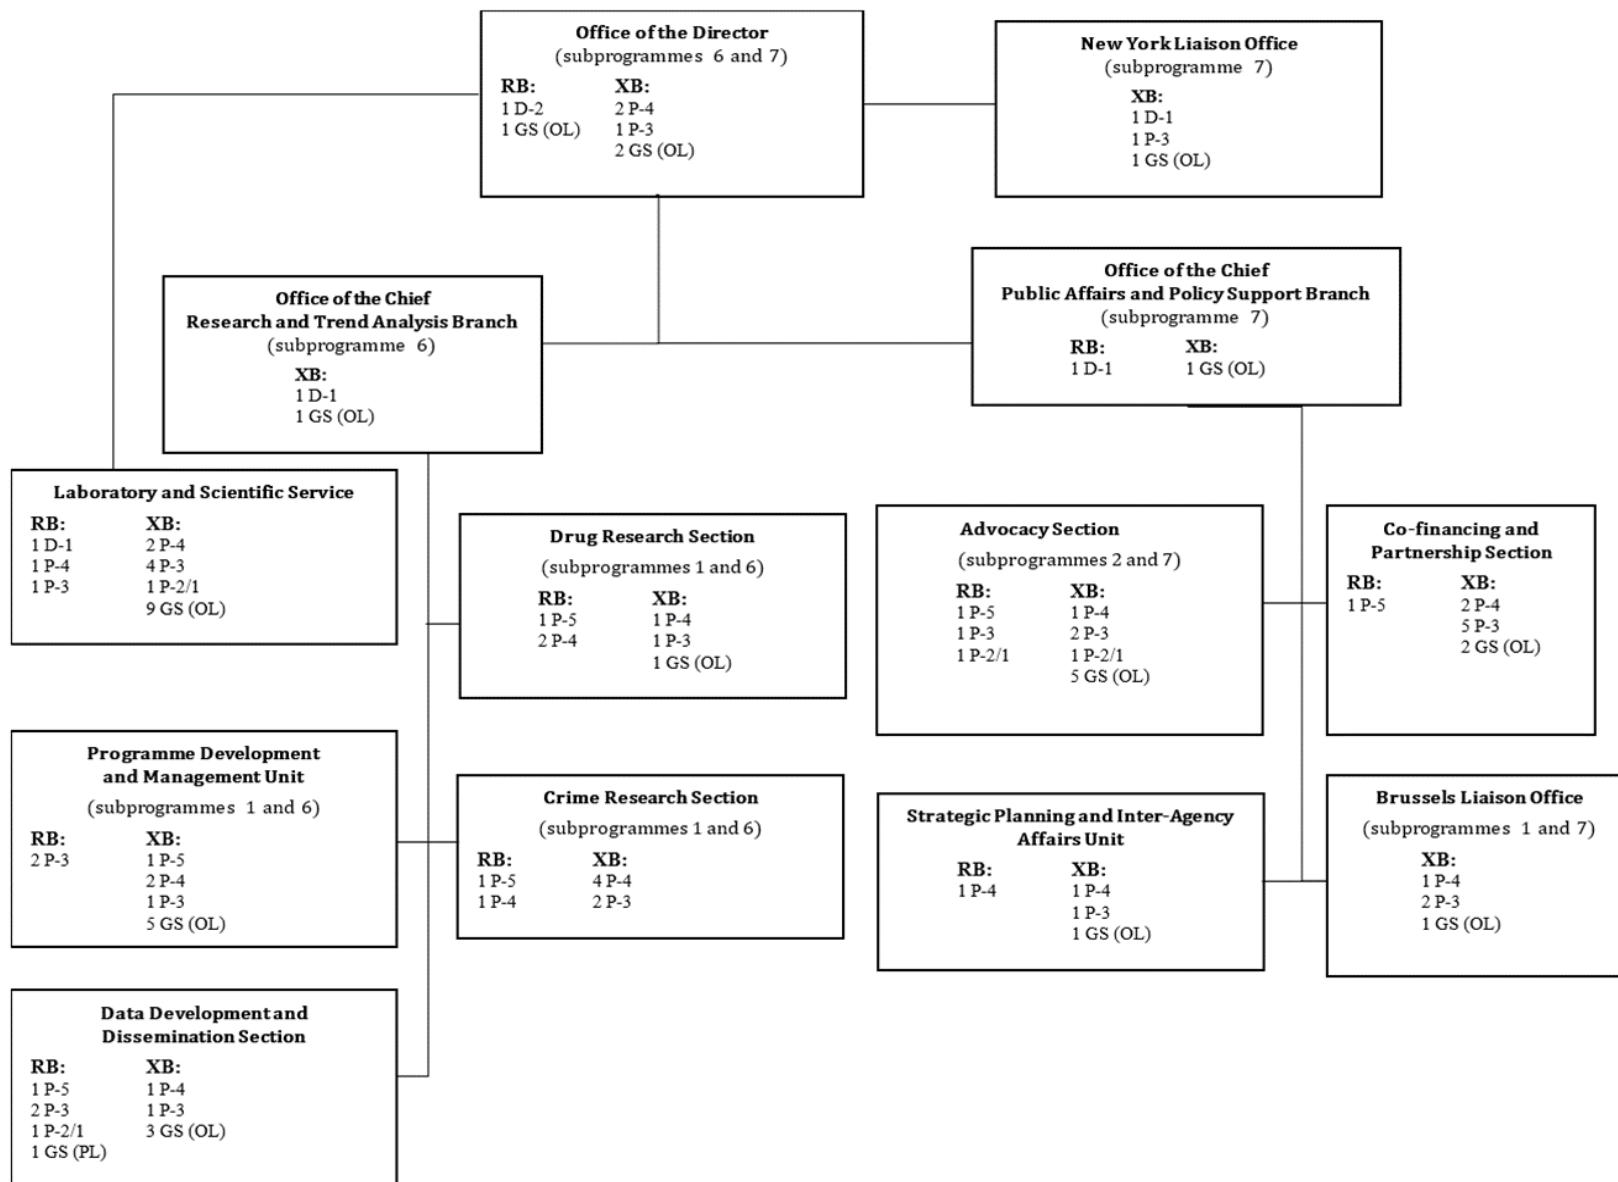 Office of the Director
(subprogrammes 6 and 7)
RB: XB:
1 D-2 2 P-4
1 GS (OL) 1 P-3
2 GS (OL)
New York Liaison Office
(subprogramme 7)
XB:
1 D-1
1 P-3
1 GS (OL)
Office of the Chief
Research and Trend Analysis Branch
(subprogramme 6)
XB:
1 D-1
1 GS (OL)
Office of the Chief
Public Affairs and Policy Support Branch
(subprogramme 7)
RB: XB:
1 D-1 1 GS (OL)
Laboratory and Scientific Service
RB: XB:
1 D-1 2 P-4
1 P-4 4 P-3
1 P-3 1 P-2/1
9 GS (OL)
Drug Research Section
(subprogrammes 1 and 6)
RB: XB:
1 P-5 1 P-4
2 P-4 1 P-3
1 GS (OL)
Advocacy Section
(subprogrammes 2 and 7)
RB: XB:
1 P-5 1 P-4
1 P-3 2 P-3
1 P-2/1 1 P-2/1
5 GS (OL)
Co-financing and
Partnership Section
RB: XB:
1 P-5 2 P-4
5 P-3
2 GS (OL)
Programme Development
and Management Unit
(subprogrammes 1 and 6)
RB: XB:
2 P-3 1 P-5
2 P-4
1 P-3
5 GS (OL)
Crime Research Section
(subprogrammes 1 and 6)
RB: XB:
1 P-5 4 P-4
1 P-4 2 P-3
Strategic Planning and Inter-Agency
Affairs Unit
RB: XB:
1 P-4 1 P-4
1 P-3
1 GS (OL)
Brussels Liaison Office
(subprogrammes 1 and 7)
XB:
1 P-4
2 P-3
1 GS (OL)
Data Development and
Dissemination Section
RB: XB:
1 P-5 1 P-4
2 P-3 1 P-3
1 P-2/1 3 GS (OL)
1 GS (PL)